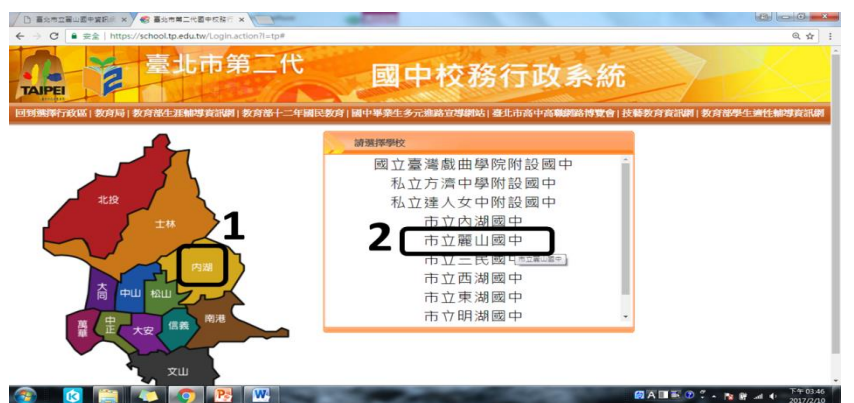 臺北市立麗山國中資訊
臺北市第二代國中校務行
安全 | https://school.tp.edu.tw/Login.action?l=tp#
TAIPEI
臺北市第二代
國中校務行政系統
回到選擇行政區 | 教育局 | 教育部生涯輔導資訊網 | 教育部十二年國民教育 | 國中畢業生多元進路宣導網站 | 臺北市高中高職網路博覽會 | 技藝教育資訊網 | 教育部學生適性輔導資訊網
請選擇學校
國立臺灣戲曲學院附設國中
私立方濟中學附設國中
私立達人女中附設國中
市立內湖國中
2
市立麗山國中
市立三民國中
市立麗山國中
市立西湖國中
市立東湖國中
市立明湖國中
北投
士林
1
內湖
大同
中山
松山
萬華
中正
大安
信義
南港
文山
下午 03:46
2017/2/10